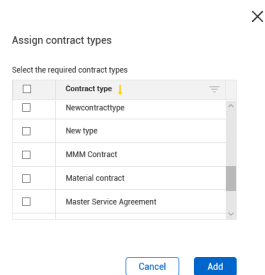 Assign contract types
Select the required contract types
Contract type
Newcontracttype
New type
MMM Contract
Material contract
Master Service Agreement
Cancel Add